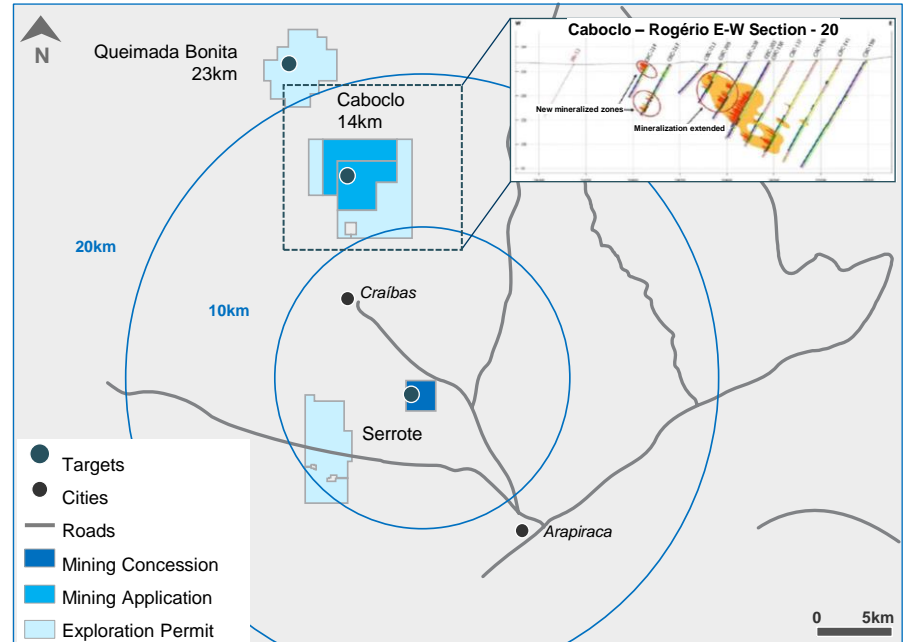 N
Queimada Bonita
23km
Caboclo
14km
Caboclo – Rogério E-W Section - 20
New mineralized zones
Mineralization extended
20km
10km
Craíbas
Serrote
Arapiraca
Targets
Cities
Roads
Mining Concession
Mining Application
Exploration Permit
0 5km